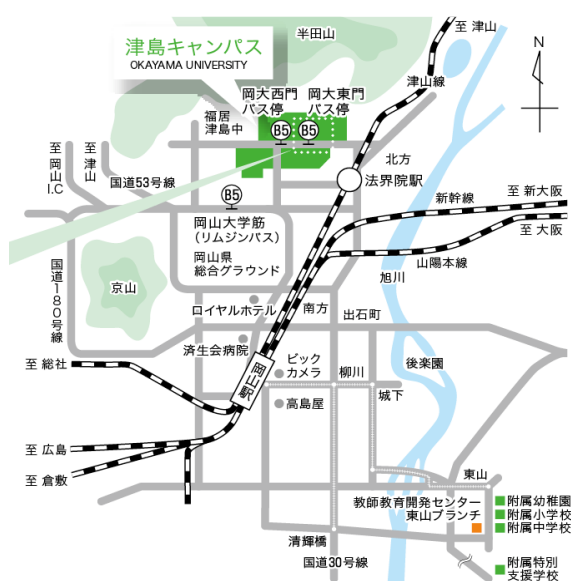 至 津山
半田山
津島キャンパス
OKAYAMA UNIVERSITY
N
津山線
岡大西門
バス停
岡大東門
バス停
福居
津島中
B5
B5
至 岡山I.C
至 津山
国道53号線
北方
法界院駅
B5
新幹線
至 新大阪
至 大阪
岡山大学筋
(リムジンバス)
岡山県
総合グラウンド
山陽本線
旭川
国道180号線
京山
ロイヤルホテル
南方
出石町
済生会病院
至 総社
ビック
カメラ
柳川
後楽園
岡山駅
城下
高島屋
至 広島
至 倉敷
東山
教師教育開発センター
東山ブランチ
附属幼稚園
附属小学校
附属中学校
清輝橋
国道30号線
附属特別
支援学校